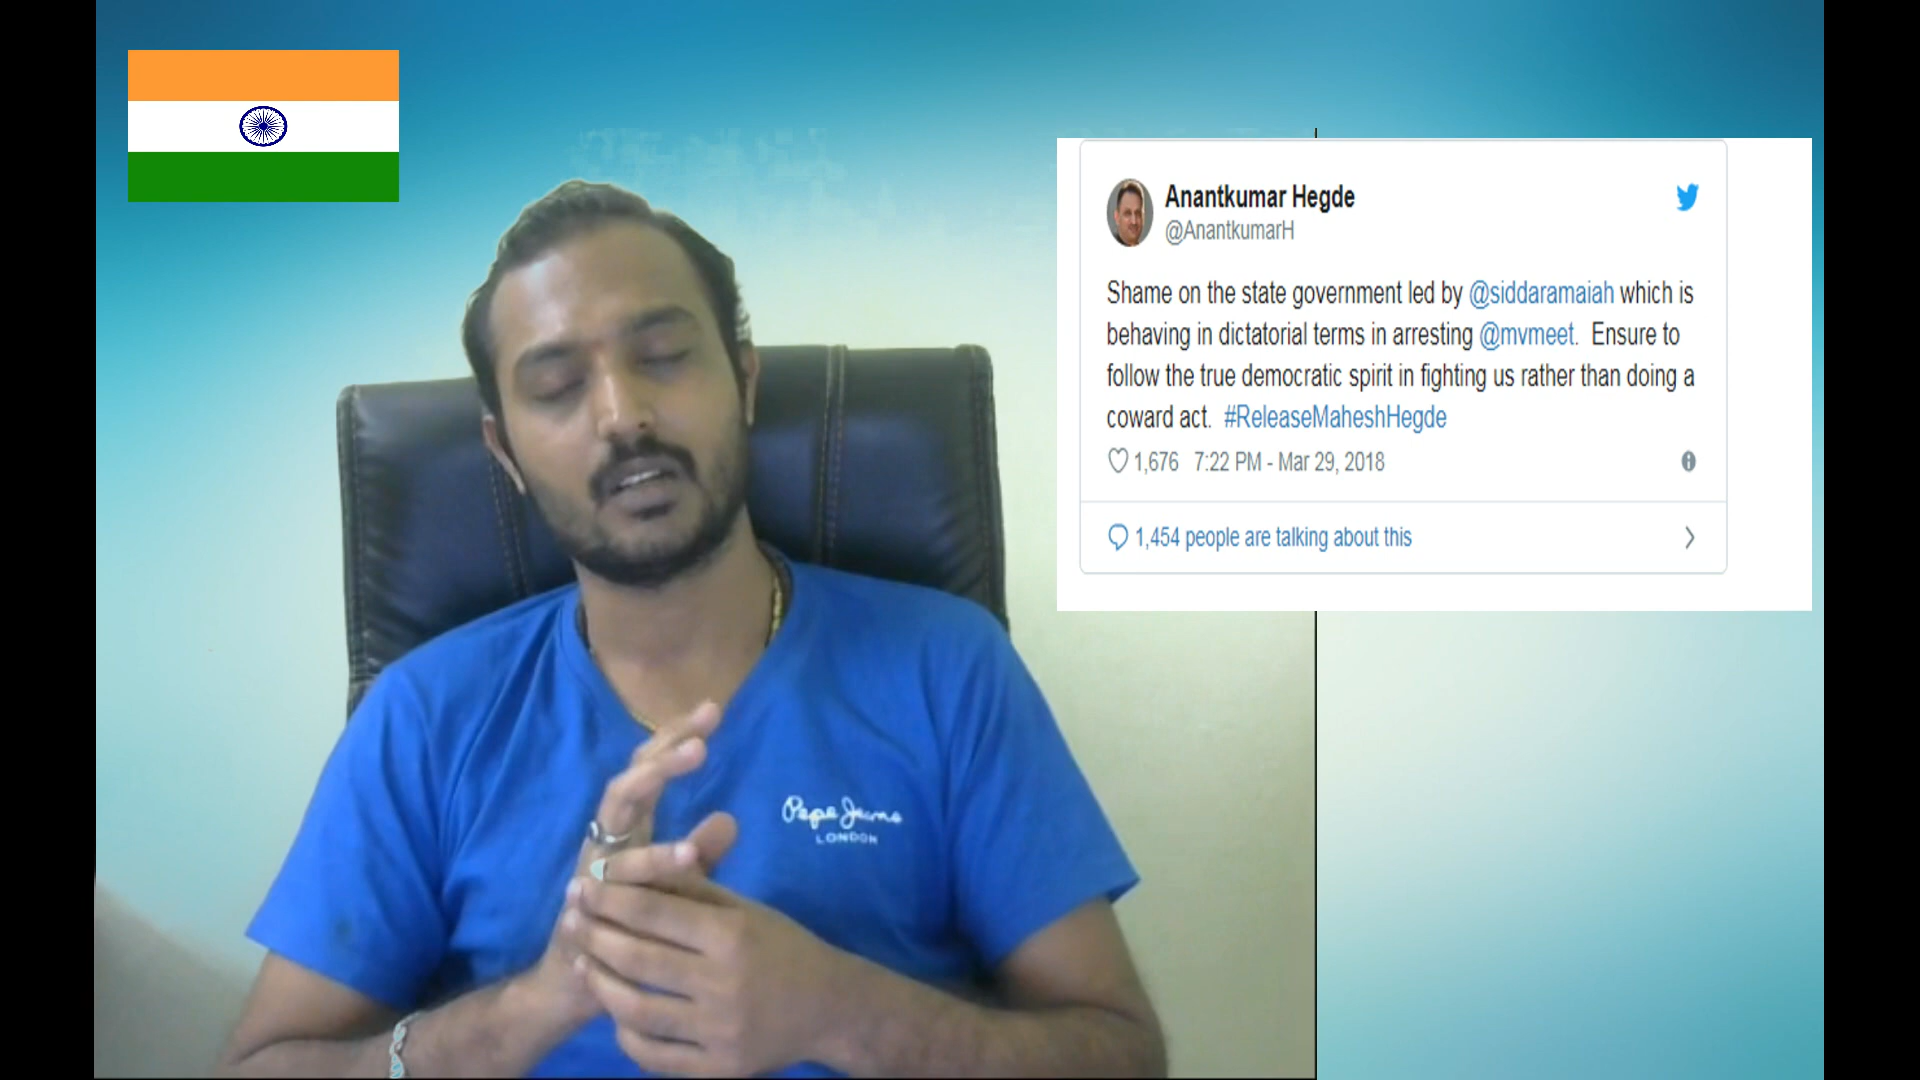 Anantkumar Hegde
@AnantkumarH
Shame on the state government led by @siddaramaiah which is
behaving in dictatorial terms in arresting @mvmeet. Ensure to
follow the true democratic spirit in fighting us rather than doing a
coward act. #ReleaseMaheshHegde
1,676 7:22 PM - Mar 29, 2018
1,454 people are talking about this
Pepe Jeans
LONDON